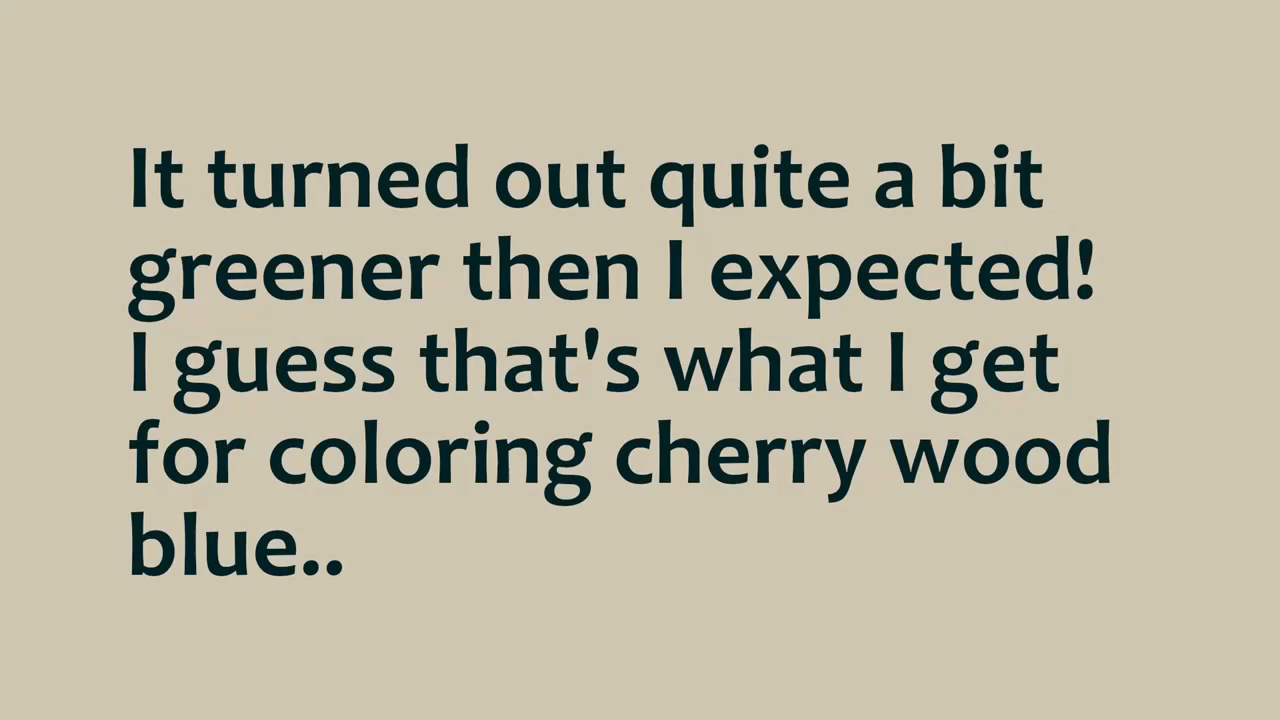 It turned out quite a bit
greener then I expected!
I guess that's what I get
for coloring cherry wood
blue..